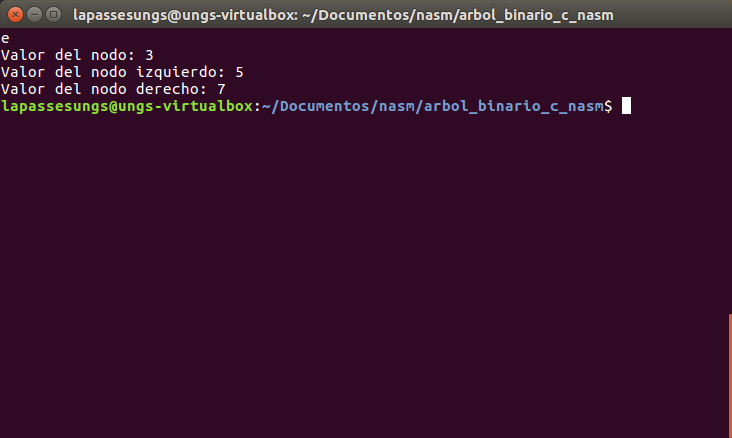 lapassesungs@ungs-virtualbox: ~/Documentos/nasm/arbol_binario_c_nasm
e
Valor del nodo: 3
Valor del nodo izquierdo: 5
Valor del nodo derecho: 7
lapassesungs@ungs-virtualbox:~/Documentos/nasm/arbol_binario_c_nasm$